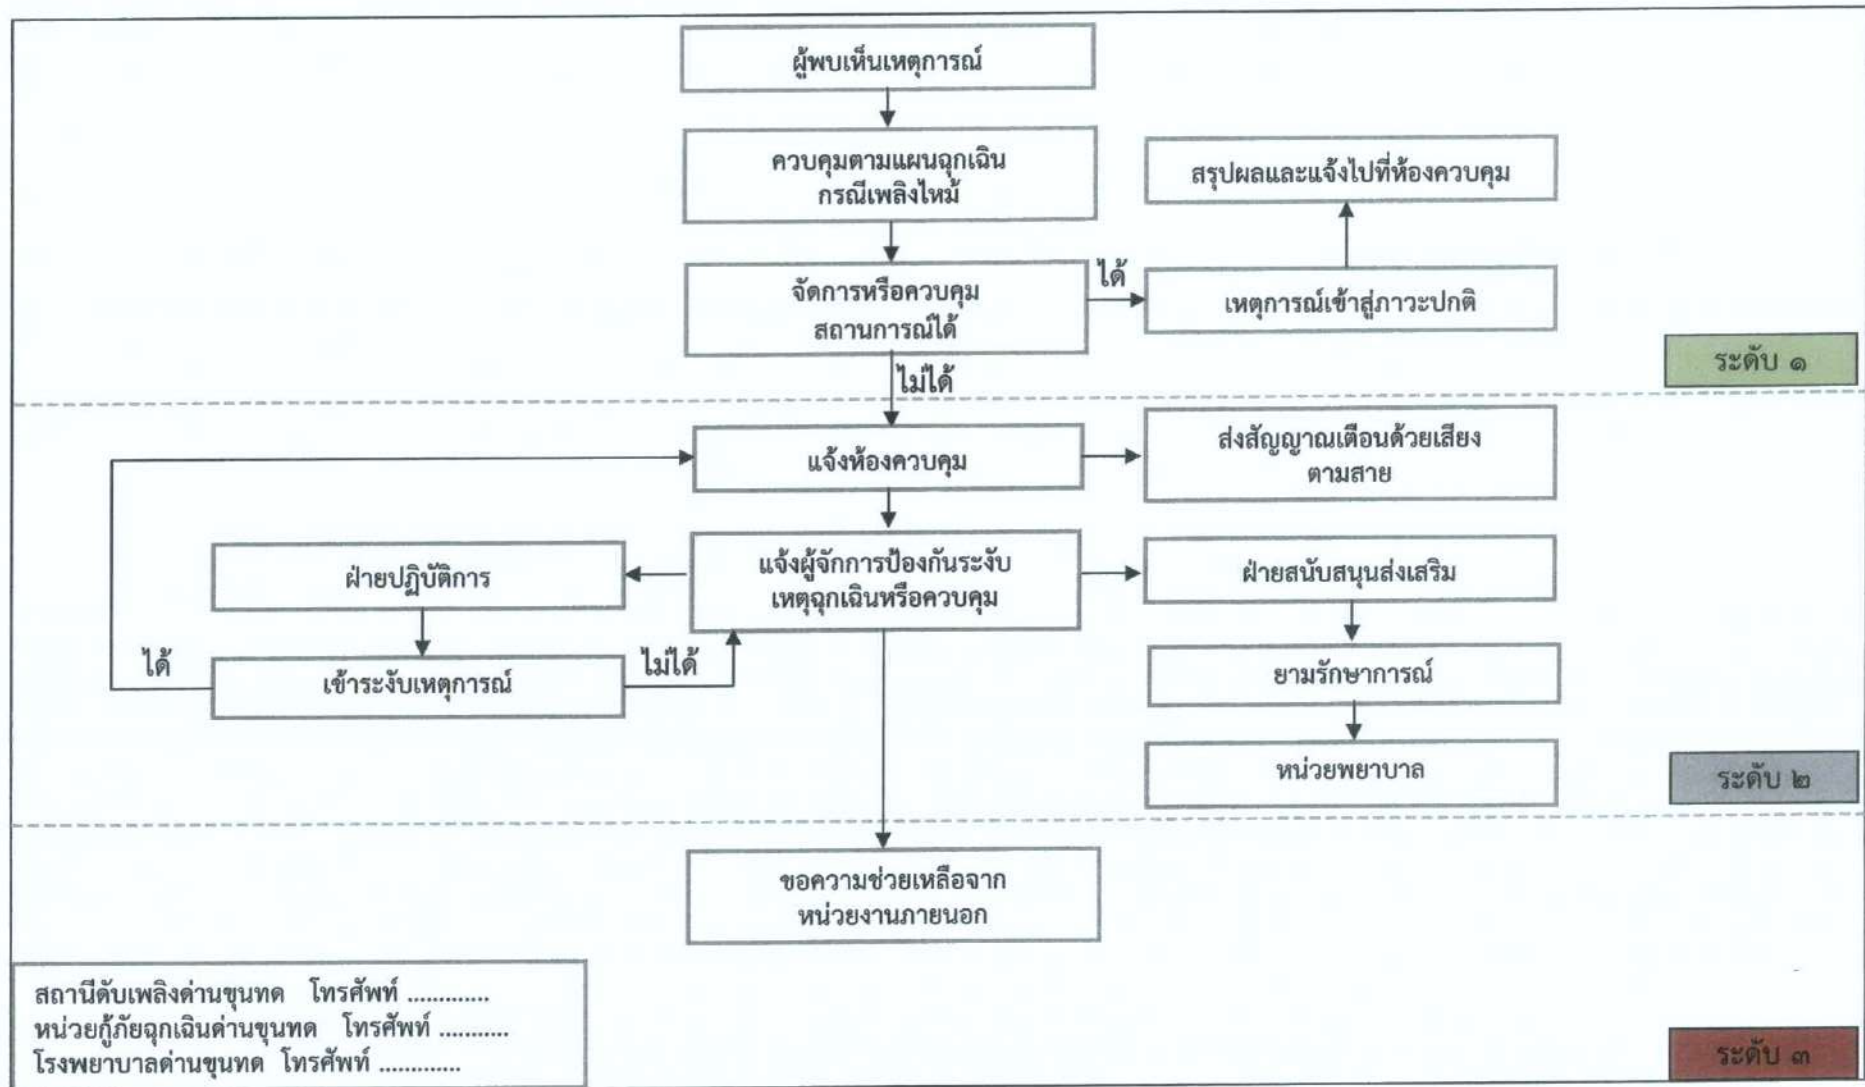 ผู้พบเห็นเหตุการณ์
ควบคุมตามแผนฉุกเฉิน
กรณีเพลิงไหม้
สรุปผลและแจ้งไปที่ห้องควบคุม
จัดการหรือควบคุม
สถานการณ์ได้
ได้
เหตุการณ์เข้าสู่ภาวะปกติ
ระดับ ๑
ไม่ได้
แจ้งห้องควบคุม
ส่งสัญญาณเตือนด้วยเสียง
ตามสาย
ฝ่ายปฏิบัติการ
แจ้งผู้จักการป้องกันระงับ
เหตุฉุกเฉินหรือควบคุม
ฝ่ายสนับสนุนส่งเสริม
ได้
เข้าระงับเหตุการณ์
ไม่ได้
ยามรักษาการณ์
หน่วยพยาบาล
ระดับ ๒
ขอความช่วยเหลือจาก
หน่วยงานภายนอก
สถานีดับเพลิงด่านขุนทด โทรศัพท์ .............
หน่วยกู้ภัยฉุกเฉินด่านขุนทด โทรศัพท์ ...........
โรงพยาบาลด่านขุนทด โทรศัพท์ .............
ระดับ ๓